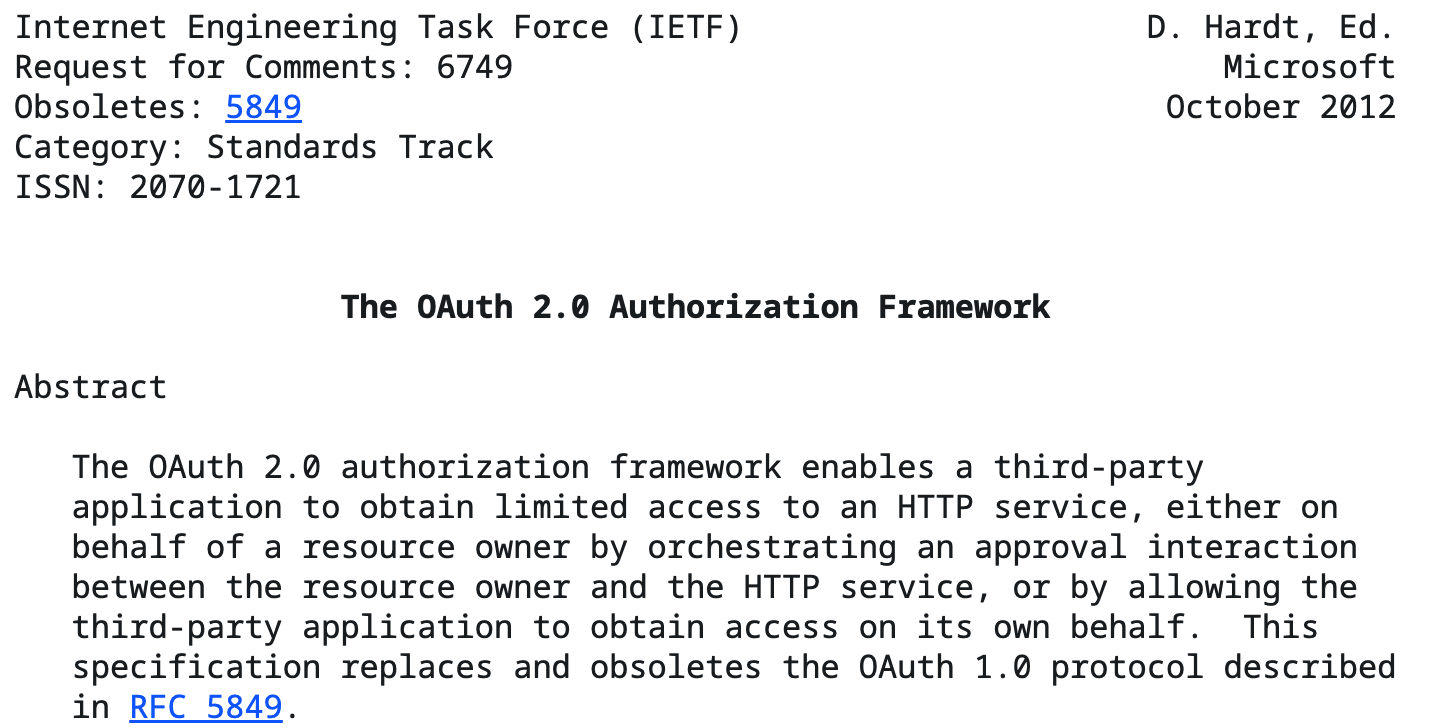 Internet Engineering Task Force (IETF)                     D. Hardt, Ed.
Request for Comments: 6749                                     Microsoft
Obsoletes: 5849                                             October 2012
Category: Standards Track
ISSN: 2070-1721
The OAuth 2.0 Authorization Framework
Abstract
The OAuth 2.0 authorization framework enables a third-party
application to obtain limited access to an HTTP service, either on
behalf of a resource owner by orchestrating an approval interaction
between the resource owner and the HTTP service, or by allowing the
third-party application to obtain access on its own behalf.  This
specification replaces and obsoletes the OAuth 1.0 protocol described
in RFC 5849.